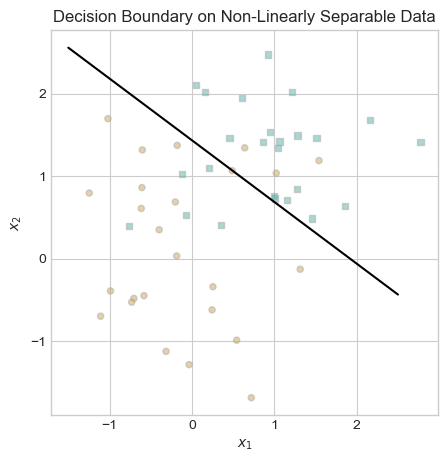 Decision Boundary on Non-Linearly Separable Data
x₂
2
1
0
−1
−1
0
1
2
x₁